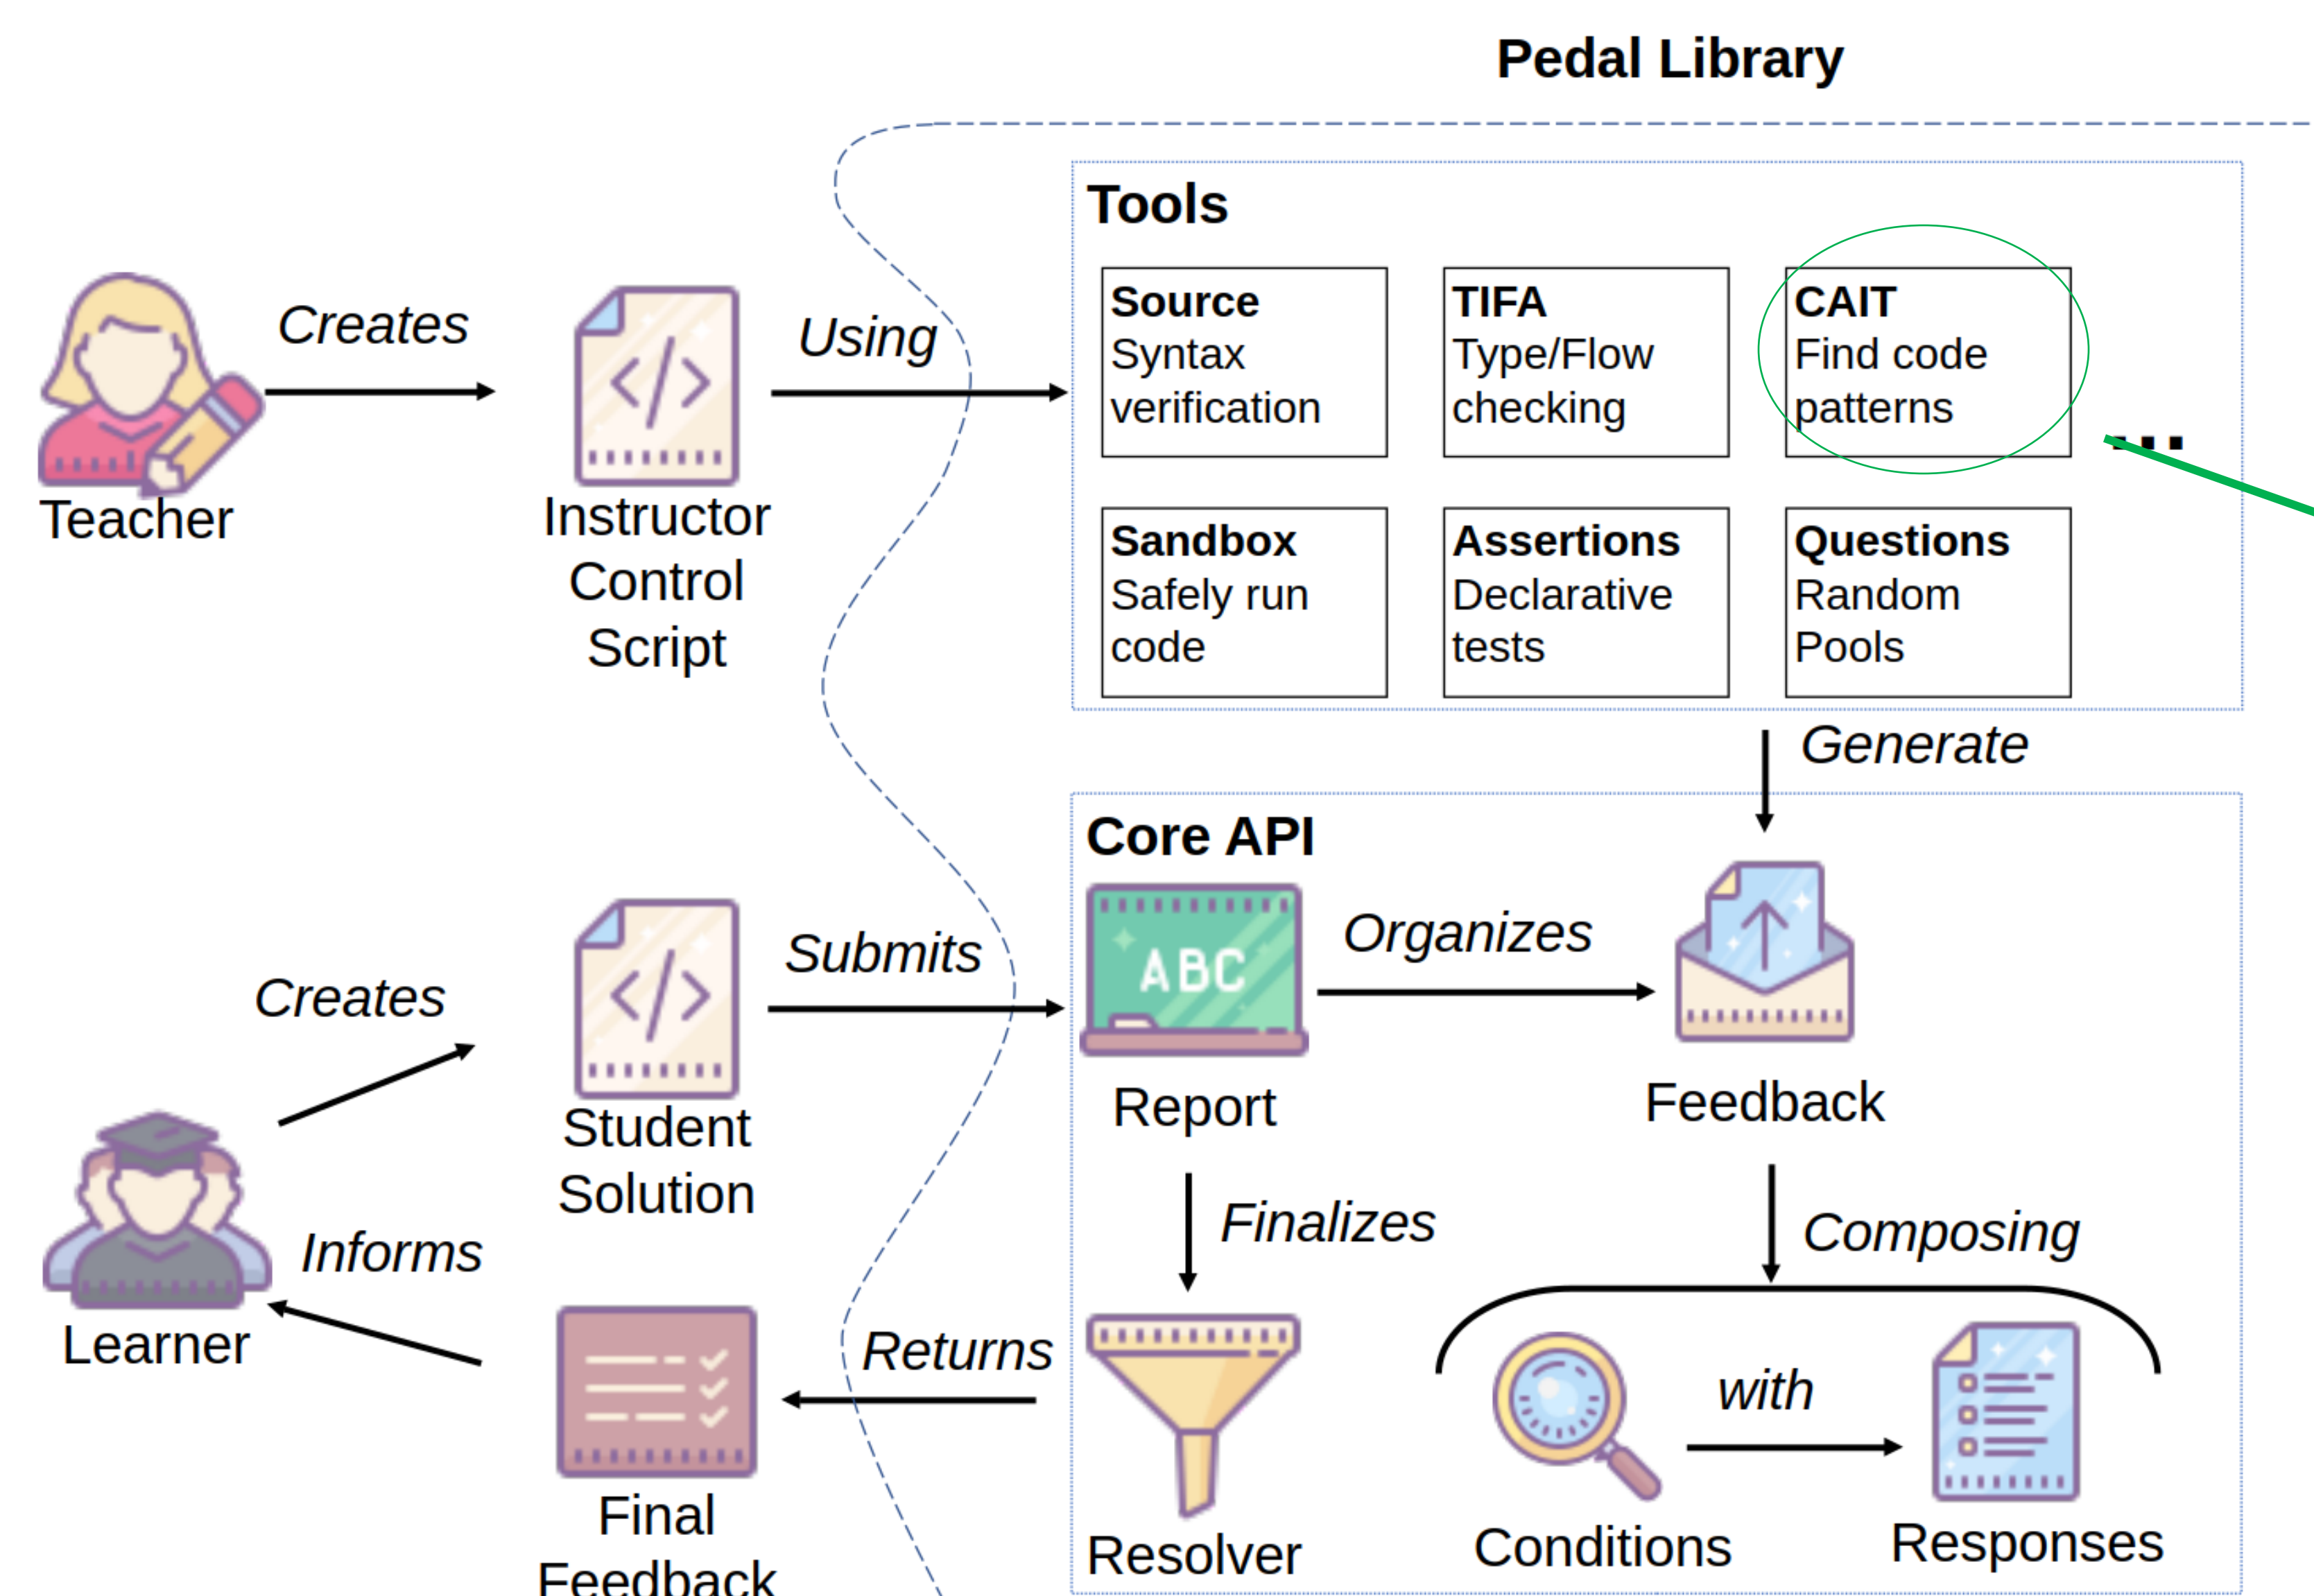 Pedal Library
Tools
Source
Syntax
verification
TIFA
Type/Flow
checking
CAIT
Find code
patterns
...
Sandbox
Safely run
code
Assertions
Declarative
tests
Questions
Random
Pools
Creates
Using
Teacher
Instructor
Control
Script
Generate
Core API
ABC
Organizes
Submits
Creates
Report
Feedback
Student
Solution
Finalizes
Composing
Informs
Learner
Returns
with
Final
Feedback
Resolver
Conditions
Responses